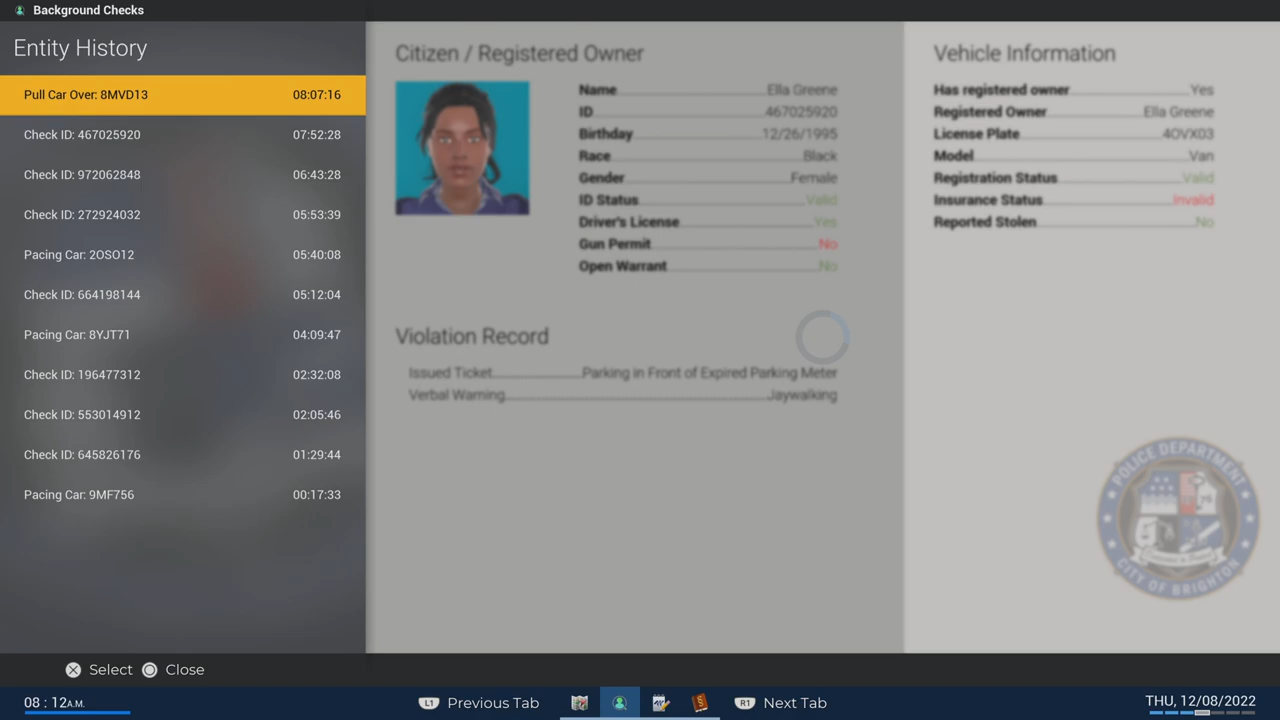 Background Checks
Entity History
Pull Car Over: 8MVD13 08:07:16
Check ID: 467025920 07:52:28
Check ID: 972062848 06:43:28
Check ID: 272924032 05:53:39
Pacing Car: 2OSO12 05:40:08
Check ID: 664198144 05:12:04
Pacing Car: 8YJT71 04:09:47
Check ID: 196477312 02:32:08
Check ID: 553014912 02:05:46
Check ID: 645826176 01:29:44
Pacing Car: 9MF756 00:17:33
Citizen / Registered Owner
Name Ella Greene
ID 467025920
Birthday 12/26/1995
Race Black
Gender Female
ID Status Valid
Driver's License Yes
Gun Permit No
Open Warrant No
Violation Record
Issued Ticket Parking in Front of Expired Parking Meter
Verbal Warning Jaywalking
Vehicle Information
Has registered owner Yes
Registered Owner Ella Greene
License Plate 4OVX03
Model Van
Registration Status Valid
Insurance Status Invalid
Reported Stolen No
POLICE DEPARTMENT
CITY OF BRIGHTON
Select Close
08 : 12A.M.
L1 Previous Tab
R1 Next Tab
THU, 12/08/2022